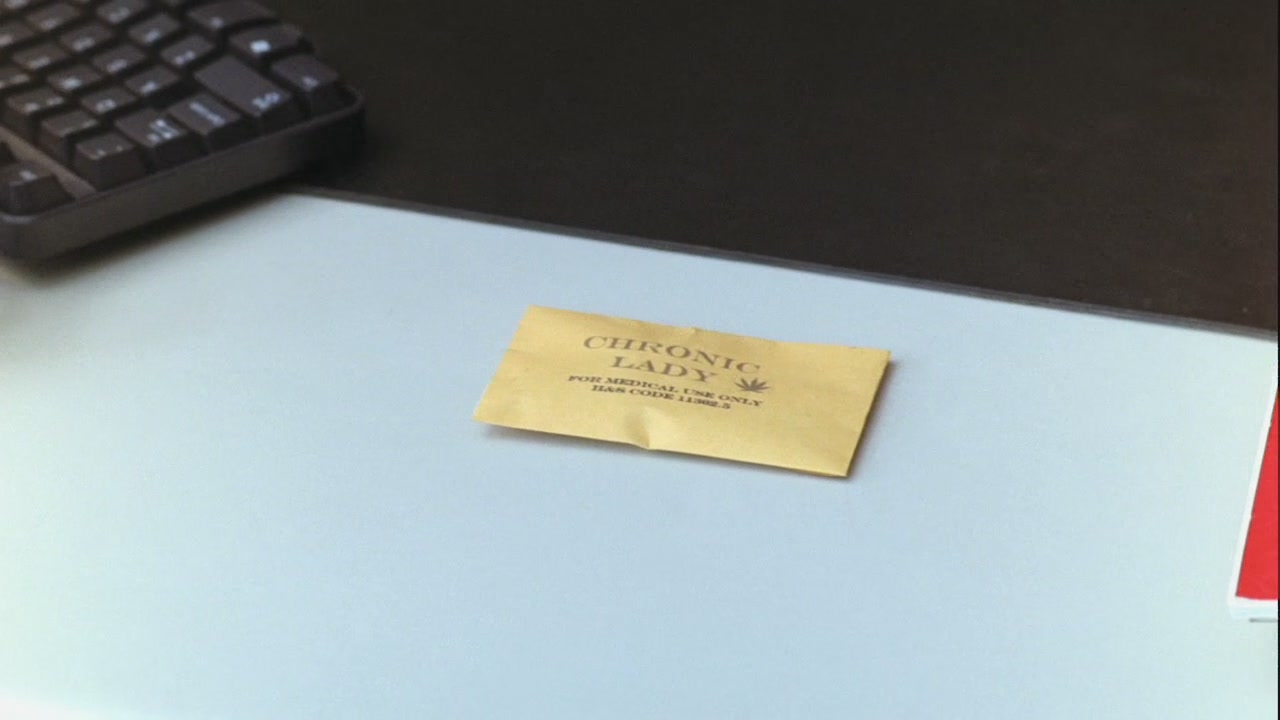 CHRONIC
LADY
FOR MEDICAL USE ONLY
H&S CODE 11362.5